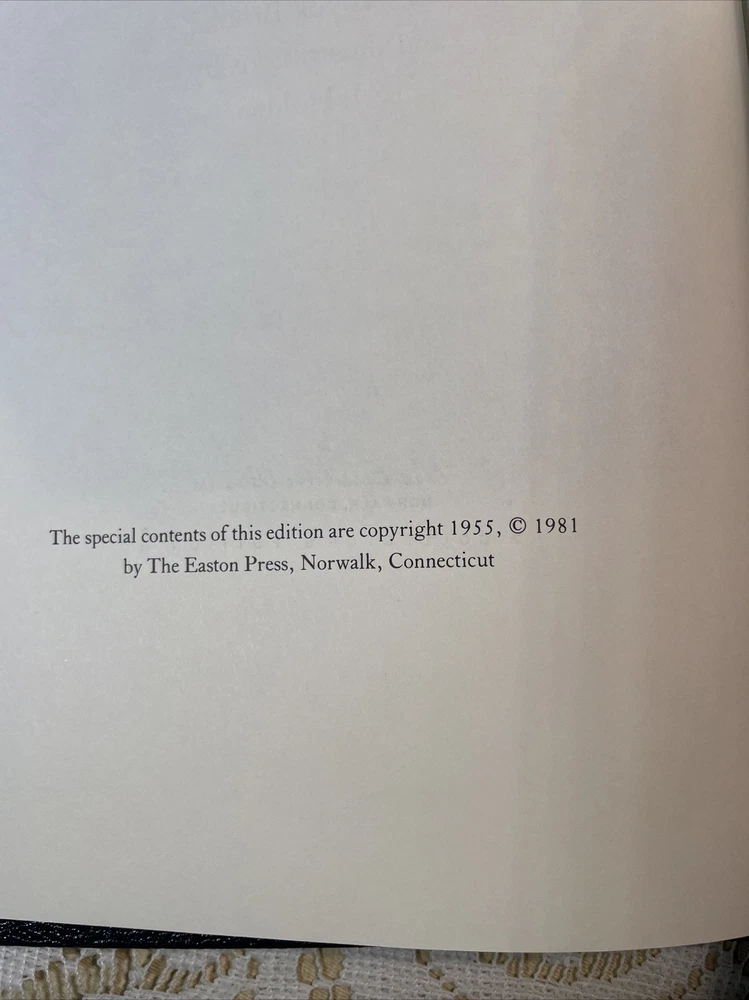 The special contents of this edition are copyright 1955, © 1981
by The Easton Press, Norwalk, Connecticut